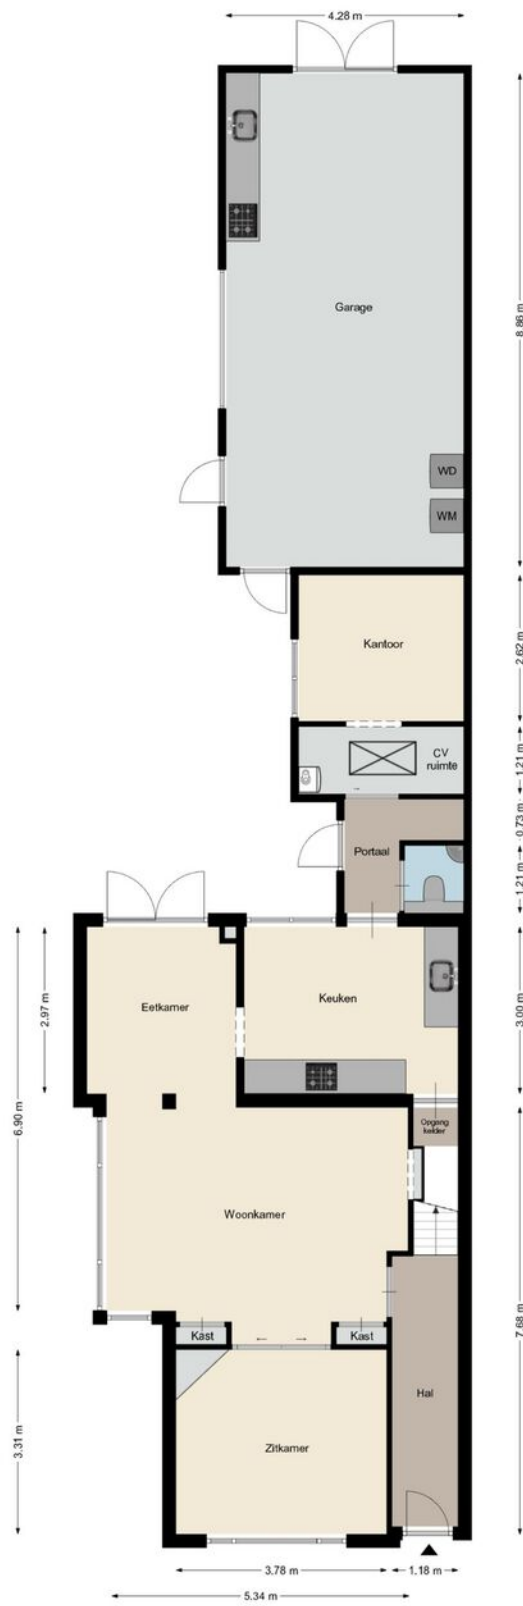 4.28 m
Garage
8.86 m
WD
WM
Kantoor
2.62 m
CV
ruimte
1.21 m
0.73 m
Portaal
1.21 m
Eetkamer
Keuken
2.97 m
3.00 m
6.90 m
Opgang
kelder
Woonkamer
7.68 m
Kast
Kast
Hal
Zitkamer
3.31 m
3.78 m
1.18 m
5.34 m